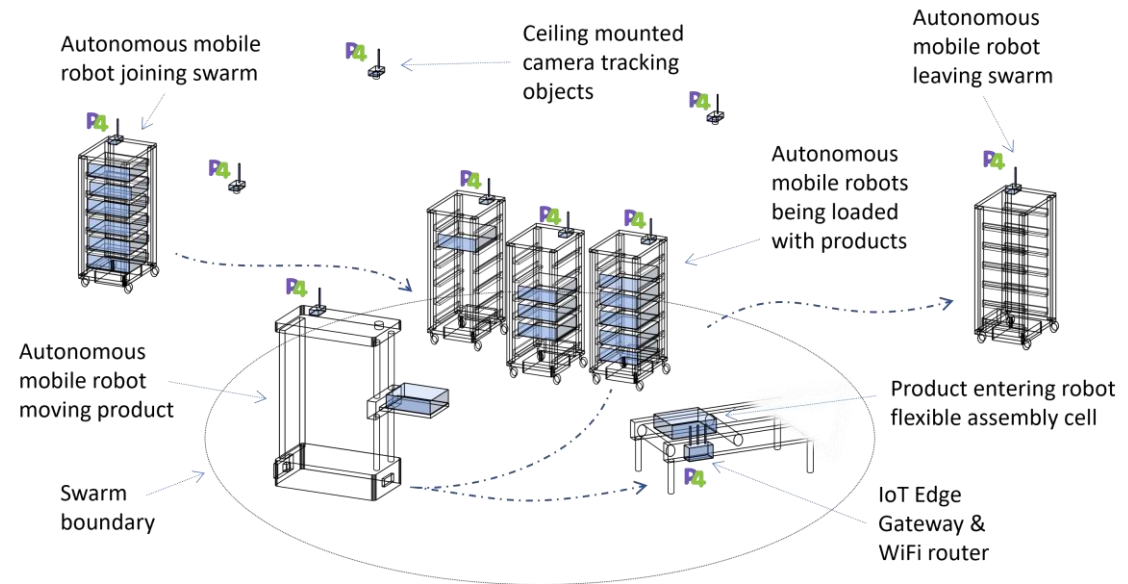 Autonomous mobile
robot joining swarm
Ceiling mounted
camera tracking
objects
Autonomous
mobile robot
leaving swarm
P4
P4
P4
P4
P4
Autonomous
mobile robots
being loaded
with products
P4
P4
P4
P4
Autonomous
mobile robot
moving product
Product entering robot
flexible assembly cell
P4
Swarm
boundary
IoT Edge
Gateway &
WiFi router